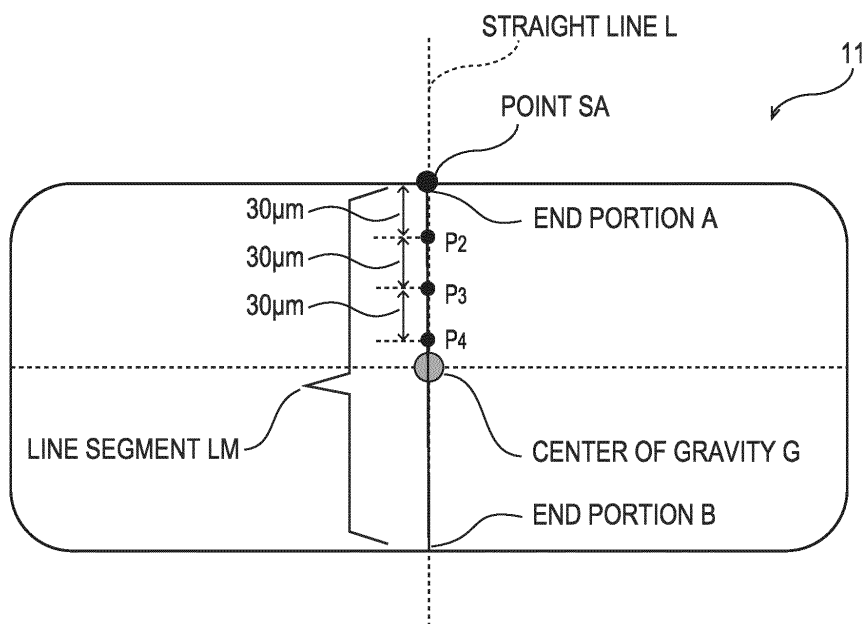 STRAIGHT LINE L
11
POINT SA
30μm
END PORTION A
P2
30μm
P3
30μm
P4
LINE SEGMENT LM
CENTER OF GRAVITY G
END PORTION B